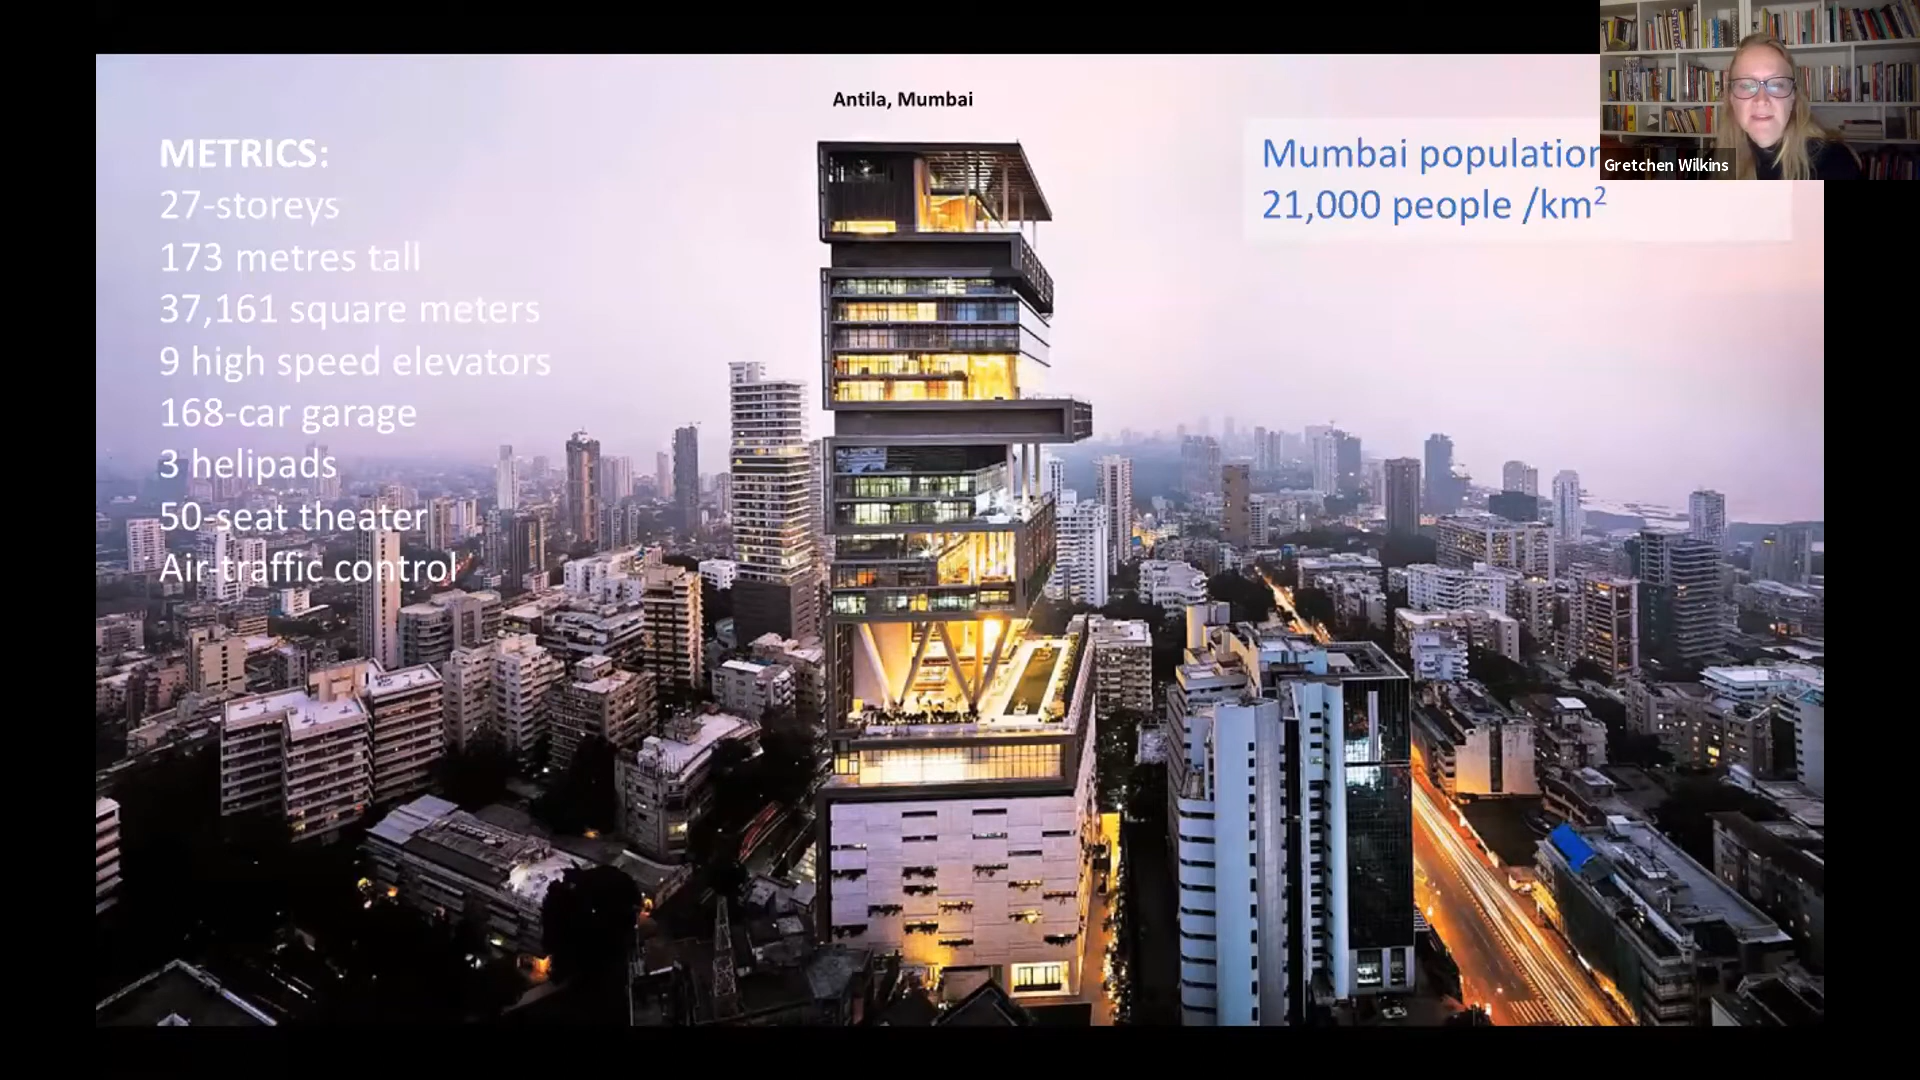 Antila, Mumbai
METRICS:
27-storeys
173 metres tall
37,161 square meters
9 high speed elevators
168-car garage
3 helipads
50-seat theater
Air-traffic control
Mumbai population
21,000 people /km²
Gretchen Wilkins